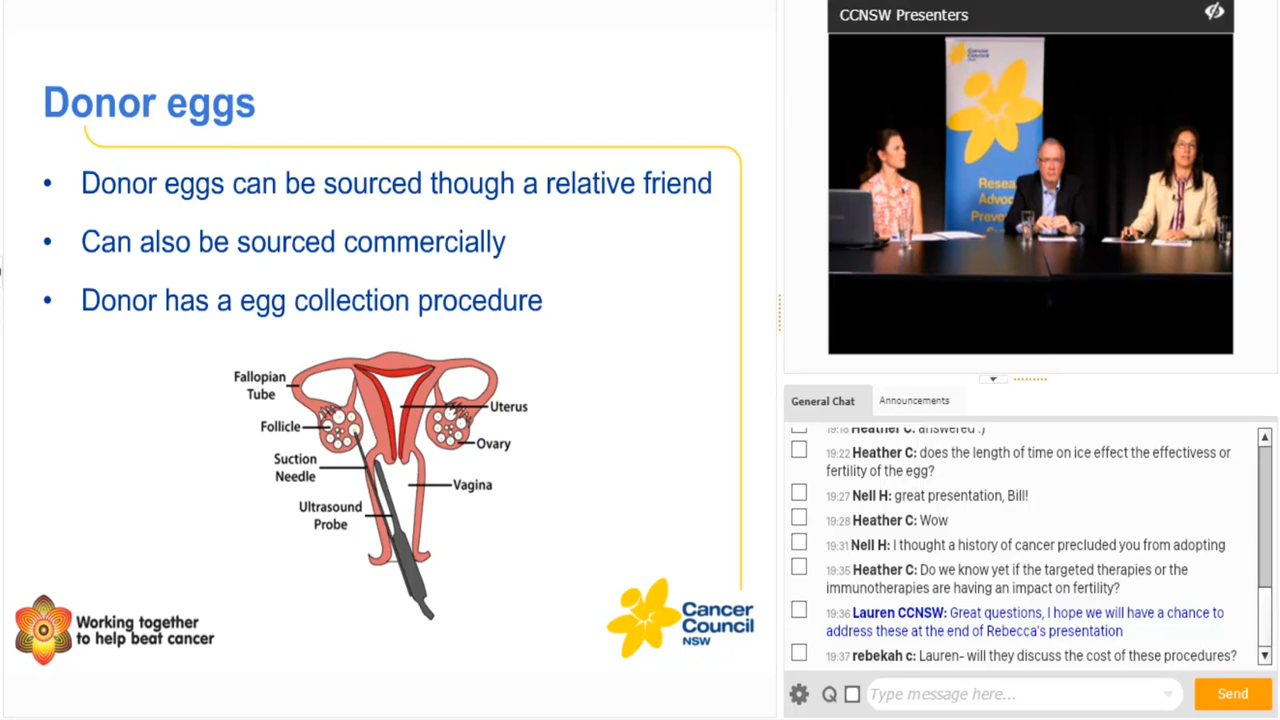 Donor eggs
• Donor eggs can be sourced though a relative friend
• Can also be sourced commercially
• Donor has a egg collection procedure
Fallopian
Tube
Follicle
Suction
Needle
Ultrasound
Probe
Uterus
Ovary
Vagina
Working together
to help beat cancer
Cancer
Council
NSW
CCNSW Presenters
Cancer
Council
NSW
General Chat
Announcements
19:18 Heather C: answered :)
19:22 Heather C: does the length of time on ice effect the effectivess or
fertility of the egg?
19:27 Nell H: great presentation, Bill!
19:28 Heather C: Wow
19:31 Nell H: I thought a history of cancer precluded you from adopting
19:35 Heather C: Do we know yet if the targeted therapies or the
immunotherapies are having an impact on fertility?
19:36 Lauren CCNSW: Great questions, I hope we will have a chance to
address these at the end of Rebecca's presentation
19:37 rebekah c: Lauren- will they discuss the cost of these procedures?
Q
Type message here...
Send